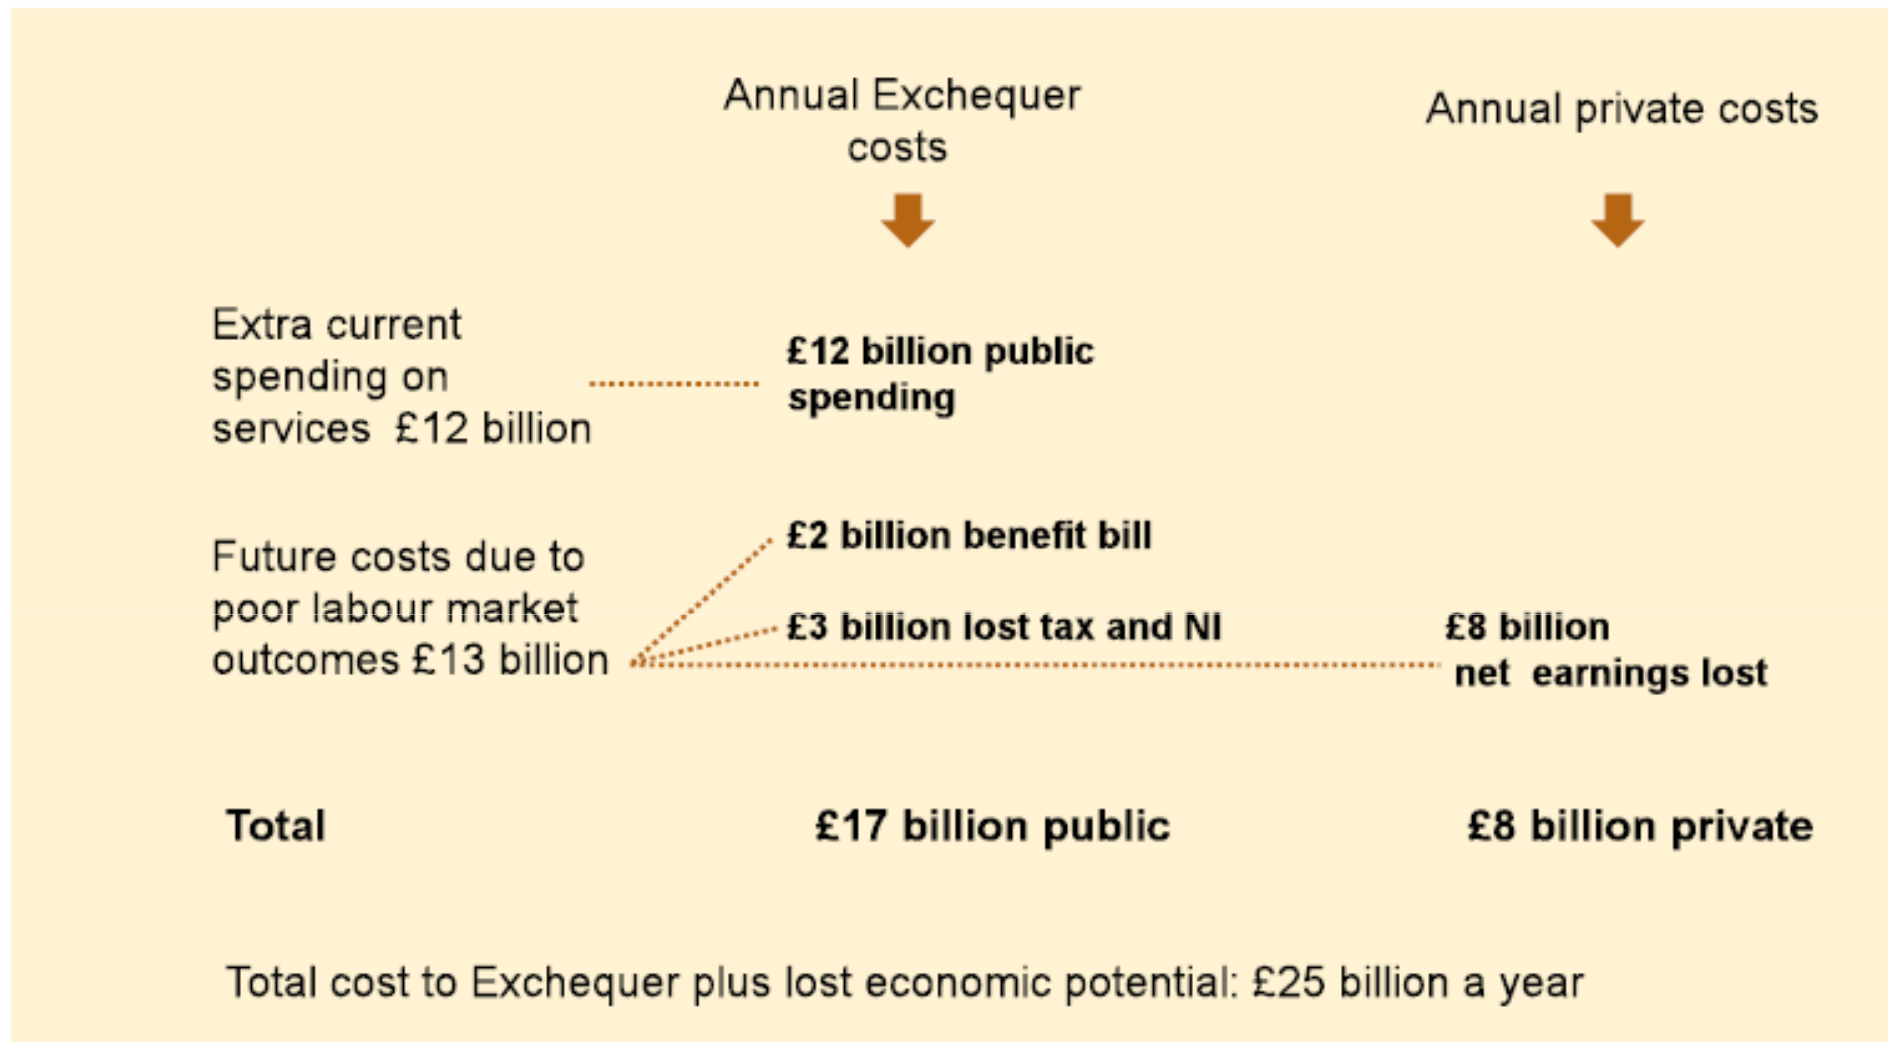 Annual Exchequer
costs
Annual private costs
Extra current
spending on
services £12 billion
£12 billion public
spending
Future costs due to
poor labour market
outcomes £13 billion
£2 billion benefit bill
£3 billion lost tax and NI
£8 billion
net earnings lost
Total
£17 billion public
£8 billion private
Total cost to Exchequer plus lost economic potential: £25 billion a year